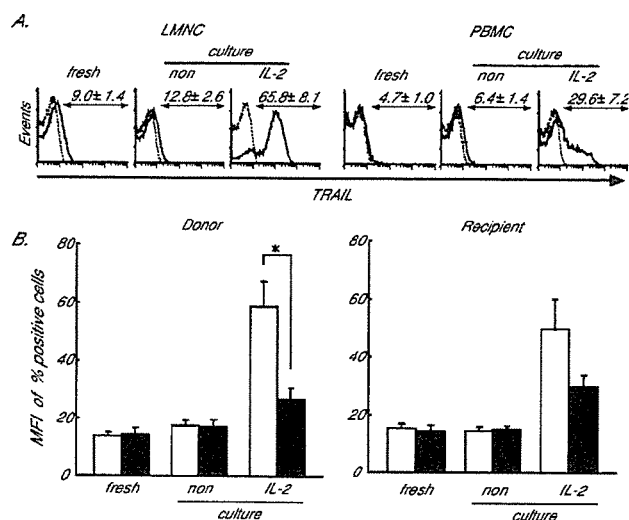 A.
LMNC
PBMC
culture
culture
fresh
non
IL-2
fresh
non
IL-2
9.0± 1.4
12.8± 2.6
65.8± 8.1
4.7± 1.0
6.4± 1.4
29.6± 7.2
Events
TRAIL
B.
Donor
Recipient
80
60
40
20
0
80
60
40
20
0
MFI of % positive cells
*
fresh
non
IL-2
culture
fresh
non
IL-2
culture